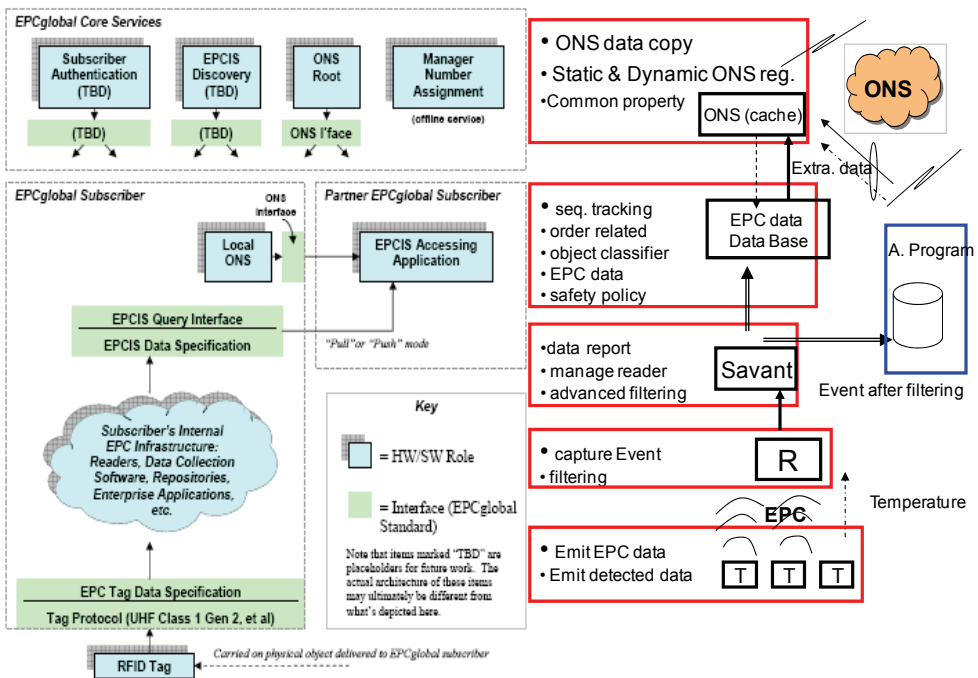 EPCglobal Core Services
Subscriber
Authentication
(TBD)
EPCIS
Discovery
(TBD)
ONS
Root
Manager
Number
Assignment
(offline service)
(TBD)
(TBD)
ONS I'face
EPCglobal Subscriber
ONS
Interface
Local
ONS
Partner EPCglobal Subscriber
EPCIS Accessing
Application
EPCIS Query Interface
EPCIS Data Specification
"Pull" or "Push" mode
Subscriber's Internal
EPC Infrastructure:
Readers, Data Collection
Software, Repositories,
Enterprise Applications,
etc.
EPC Tag Data Specification
Tag Protocol (UHF Class 1 Gen 2, et al)
RFID Tag
Carried on physical object delivered to EPCglobal subscriber
Key
= HW/SW Role
= Interface (EPCglobal
Standard)
Note that items marked "TBD" are
placeholders for future work. The
actual architecture of these items
may ultimately be different from
what's depicted here.
• ONS data copy
• Static & Dynamic ONS reg.
•Common property
ONS (cache)
ONS
Extra. data
• seq. tracking
• order related
• object classifier
• EPC data
• safety policy
EPC data
Data Base
A. Program
•data report
• manage reader
• advanced filtering
Savant
Event after filtering
• capture Event
• filtering
R
Temperature
EPC
• Emit EPC data
• Emit detected data
T T T